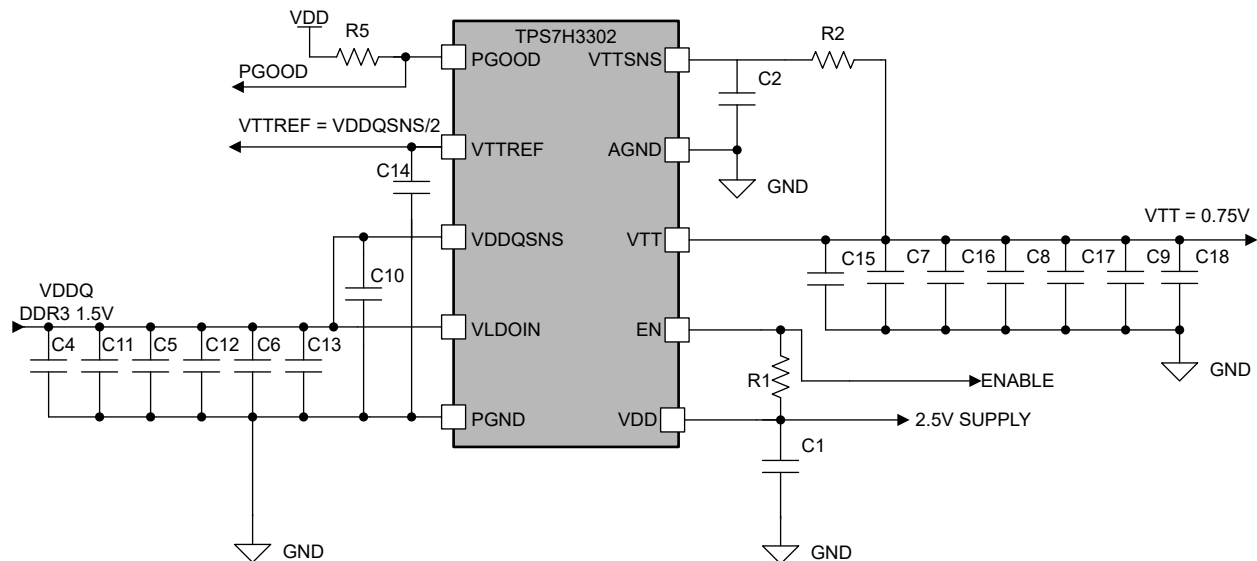 VDD
R5
PGOOD
VTTREF = VDDQSNS/2
C14
C10
VDDQ
DDR3 1.5V
C4
C11
C5
C12
C6
C13
GND
TPS7H3302
PGOOD
VTTREF
VDDQSNS
VLDOIN
PGND
VTTSNS
AGND
VTT
EN
VDD
R2
C2
GND
VTT = 0.75V
C15
C7
C16
C8
C17
C9
C18
GND
R1
ENABLE
2.5V SUPPLY
C1
GND